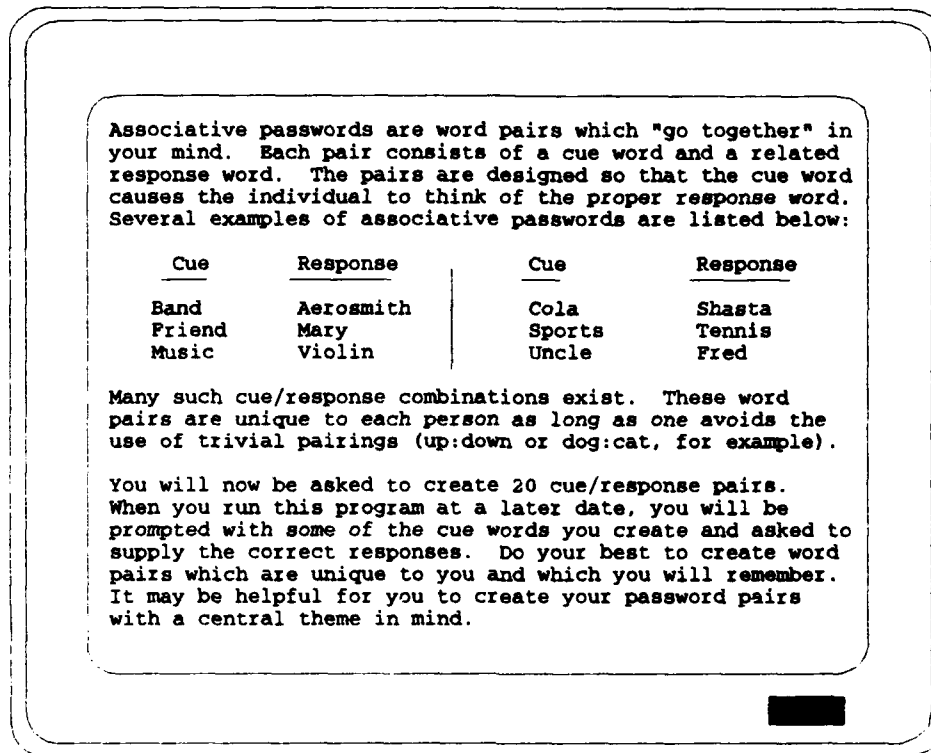 Associative passwords are word pairs which "go together" in
your mind. Each pair consists of a cue word and a related
response word. The pairs are designed so that the cue word
causes the individual to think of the proper response word.
Several examples of associative passwords are listed below:
Cue Response Cue Response
Band Aerosmith Cola Shasta
Friend Mary Sports Tennis
Music Violin Uncle Fred
Many such cue/response combinations exist. These word
pairs are unique to each person as long as one avoids the
use of trivial pairings (up:down or dog:cat, for example).
You will now be asked to create 20 cue/response pairs.
When you run this program at a later date, you will be
prompted with some of the cue words you create and asked to
supply the correct responses. Do your best to create word
pairs which are unique to you and which you will remember.
It may be helpful for you to create your password pairs
with a central theme in mind.